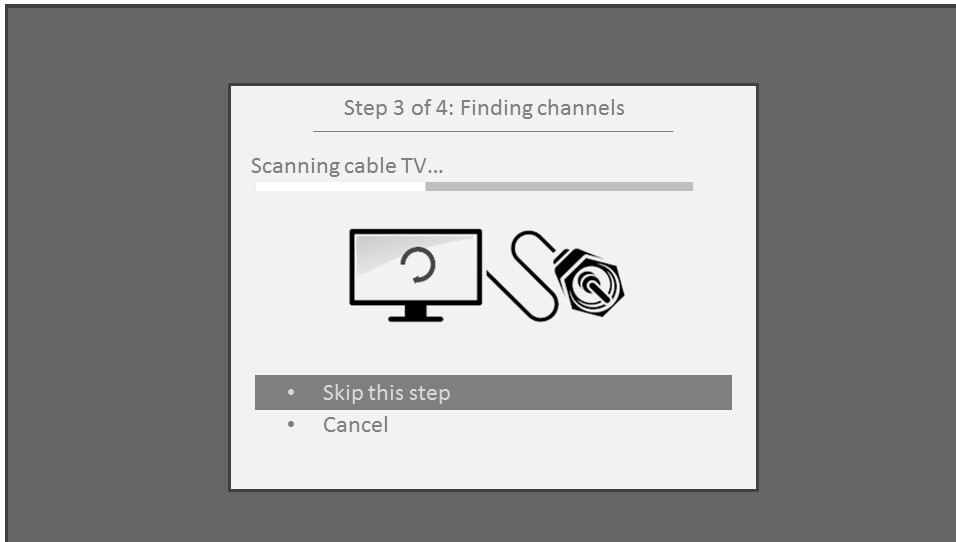 Step 3 of 4: Finding channels
Scanning cable TV...
• Skip this step
• Cancel